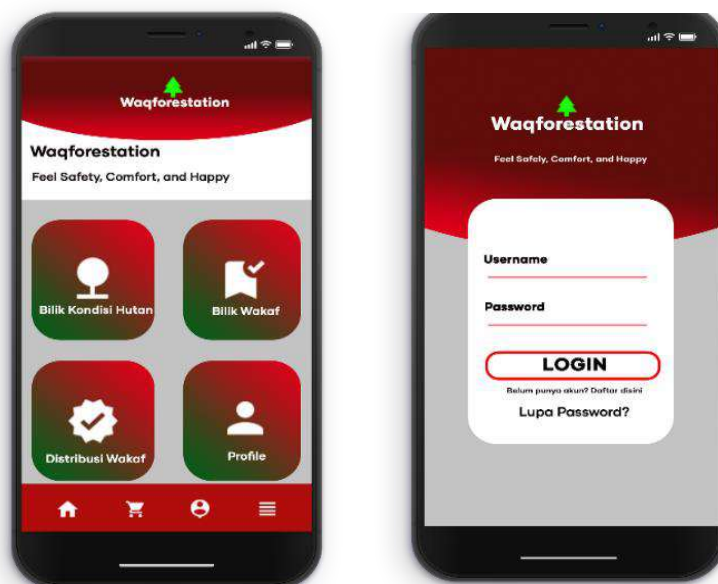 Waqforestation
Waqforestation
Feel Safety, Comfort, and Happy
Bilik Kondisi Hutan
Bilik Wakaf
Distribusi Wakaf
Profile
Waqforestation
Feel Safely, Comfort, and Happy
Username
Password
LOGIN
Belum punya akun? Daftar disini
Lupa Password?